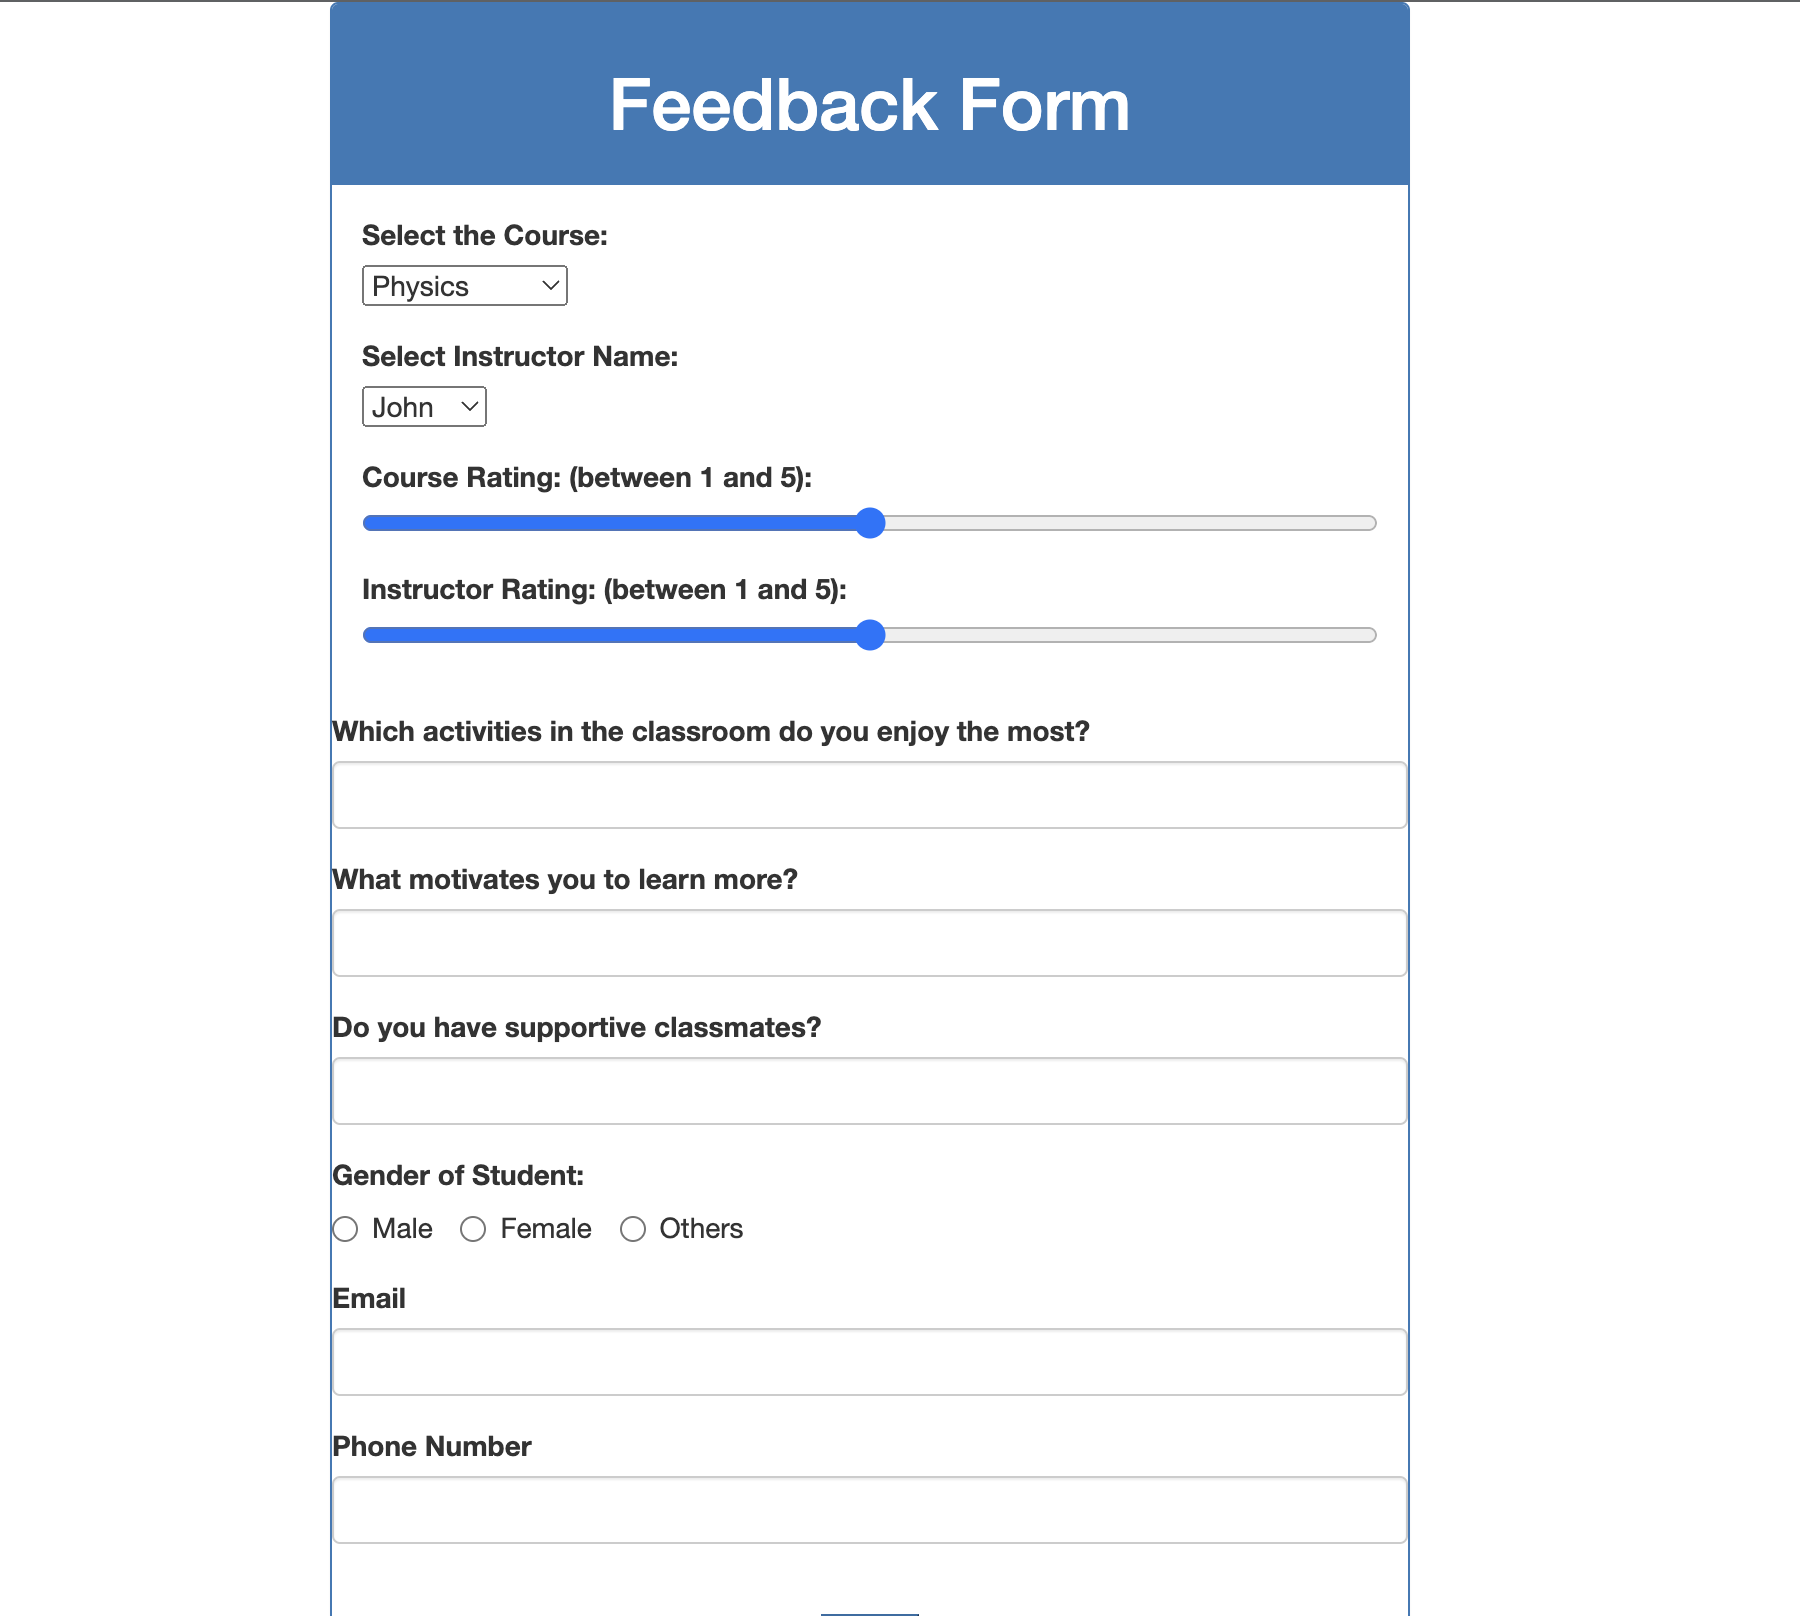 Feedback Form
Select the Course:
Physics
Select Instructor Name:
John
Course Rating: (between 1 and 5):
Instructor Rating: (between 1 and 5):
Which activities in the classroom do you enjoy the most?
What motivates you to learn more?
Do you have supportive classmates?
Gender of Student:
Male Female Others
Email
Phone Number